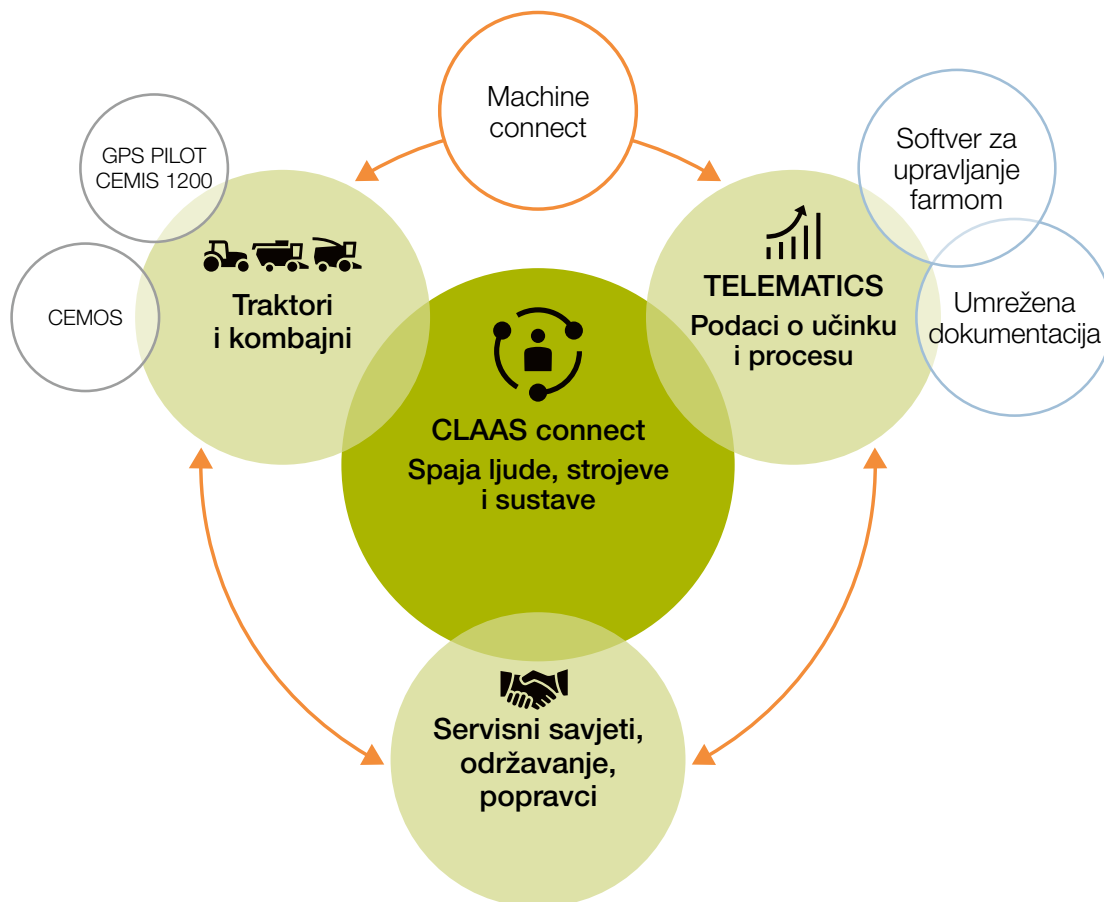 Machine
connect
GPS PILOT
CEMIS 1200
CEMOS
Traktori
i kombajni
Softver za
upravljanje
farmom
Umrežena
dokumentacija
TELEMATICS
Podaci o učinku
i procesu
CLAAS connect
Spaja ljude, strojeve
i sustave
Servisni savjeti,
održavanje,
popravci